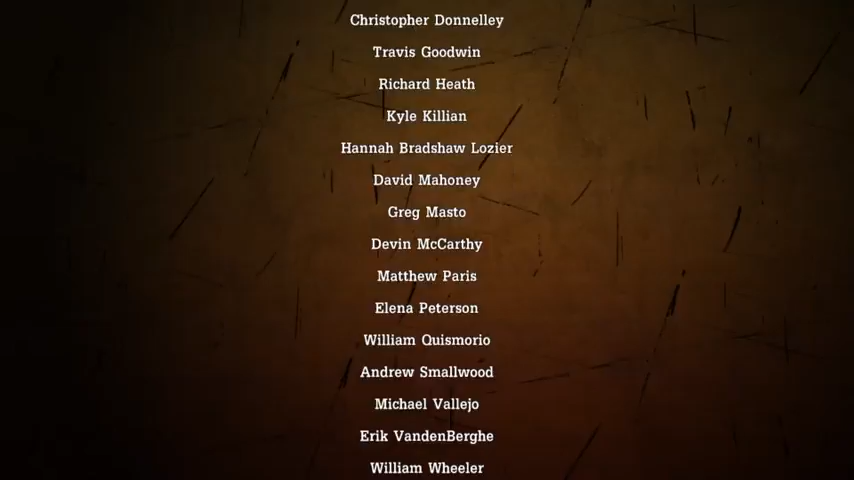 Christopher Donnelley
Travis Goodwin
Richard Heath
Kyle Killian
Hannah Bradshaw Lozier
David Mahoney
Greg Masto
Devin McCarthy
Matthew Paris
Elena Peterson
William Quismorio
Andrew Smallwood
Michael Vallejo
Erik VandenBerghe
William Wheeler